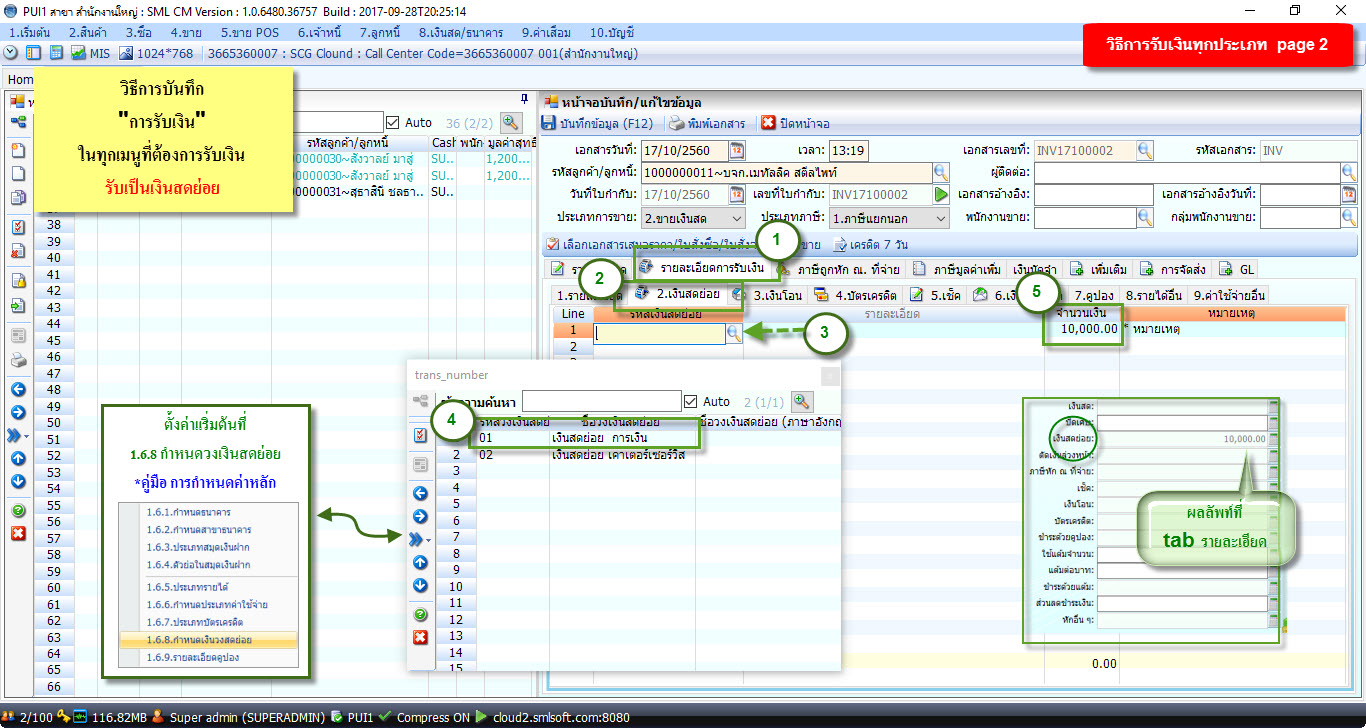 PUI1 สาขา สำนักงานใหญ่ : SML CM Version : 1.0.6480.36757 Build : 2017-09-28T20:25:14
1.เริ่มต้น 2.สินค้า 3.ซื้อ 4.ขาย 5.ขาย POS 6.เจ้าหนี้ 7.ลูกหนี้ 8.เงินสด/ธนาคาร 9.ค่าเสื่อม 10.บัญชี
วิธีการรับเงินทุกประเภท page 2
MIS 1024*768 : 3665360007 : SCG Clound : Call Center Code=3665360007 001(สำนักงานใหญ่)
Hom
วิธีการบันทึก
"การรับเงิน"
ในทุกเมนูที่ต้องการรับเงิน
รับเป็นเงินสดย่อย
Auto 36 (2/2)
รหัสลูกค้า/ลูกหนี้ Cash พนัก มูลค่าสุทธิ
00000030~สังวาลย์ มาสู่ SU.. 1,200...
00000030~สังวาลย์ มาสู่ SU.. 1,200...
00000031~สุธาสินี ชลธา.. SU..
38
39
40
41
42
43
44
45
46
47
48
49
50
51
52
53
54
55
56
57
58
59
60
61
62
63
64
65
66
หน้าจอบันทึก/แก้ไขข้อมูล
บันทึกข้อมูล (F12) พิมพ์เอกสาร ปิดหน้าจอ
เอกสารวันที่: 17/10/2560 เวลา: 13:19 เอกสารเลขที่: INV17100002 รหัสเอกสาร: INV
รหัสลูกค้า/ลูกหนี้: 1000000011~บจก.เมทัลลิค สตีลไพท์ ผู้ติดต่อ:
วันที่ใบกำกับ: 17/10/2560 เลขที่ใบกำกับ: INV17100002 เอกสารอ้างอิง: เอกสารอ้างอิงวันที่:
ประเภทการขาย: 2.ขายเงินสด ประเภทภาษี: 1.ภาษีแยกนอก พนักงานขาย: กลุ่มพนักงานขาย:
เลือกเอกสารเสนอราคา/ใบสั่งซื้อ/ใบสั่ง ขาย เครดิต 7 วัน
1
รายละเอียดการรับเงิน ภาษีถูกหัก ณ. ที่จ่าย ภาษีมูลค่าเพิ่ม เงินมัดจำ เพิ่มเติม การจัดส่ง GL
2
5
2.เงินสดย่อย 3.เงินโอน 4.บัตรเครดิต 5.เช็ค 7.คูปอง 8.รายได้อื่น 9.ค่าใช้จ่ายอื่น
Line รหัสเงินสดย่อย รายละเอียด จำนวนเงิน หมายเหตุ
1 10,000.00 * หมายเหตุ
2
3
trans_number
ข้อความค้นหา Auto 2 (1/1)
4
รหัสวงเงินสดย่ ชื่อวงเงินสดย่อย ชื่อวงเงินสดย่อย (ภาษาอังกฤ
01 เงินสดย่อย การเงิน
2 02 เงินสดย่อย เคาเตอร์เซอร์วิส
3
4
5
6
7
8
9
10
11
12
13
14
15
ตั้งค่าเริ่มต้นที่
1.6.8 กำหนดวงเงินสดย่อย
*คู่มือ การกำหนดค่าหลัก
1.6.1.กำหนดธนาคาร
1.6.2.กำหนดสาขาธนาคาร
1.6.3.ประเภทสมุดเงินฝาก
1.6.4.ตัวย่อในสมุดเงินฝาก
1.6.5.ประเภทรายได้
1.6.6.กำหนดประเภทค่าใช้จ่าย
1.6.7.ประเภทบัตรเครดิต
1.6.8.กำหนดเงินวงสดย่อย
1.6.9.รายละเอียดคูปอง
เงินสด:
ปัดเศษ:
เงินสดย่อย: 10,000.00
ตัดเงินล่วงหน้า:
ภาษีหัก ณ ที่จ่าย:
เช็ค:
เงินโอน:
บัตรเครดิต:
ชำระด้วยคูปอง:
ใช้แต้มจำนวน:
แต้มต่อบาท:
ชำระด้วยแต้ม:
ส่วนลดชำระเงิน:
หักอื่น ๆ:
ผลลัพท์ที่
tab รายละเอียด
0.00
2/100 116.82MB Super admin (SUPERADMIN) PUI1 Compress ON cloud2.smlsoft.com:8080